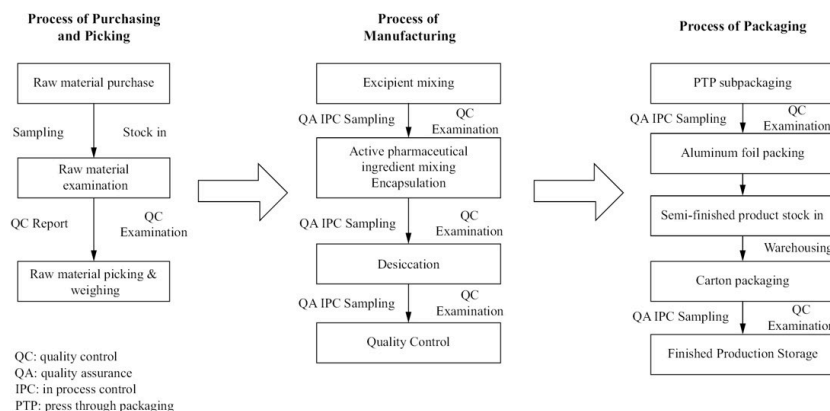 Process of Purchasing
and Picking
Raw material purchase
Sampling
Stock in
Raw material
examination
QC Report
QC
Examination
Raw material picking &
weighing
QC: quality control
QA: quality assurance
IPC: in process control
PTP: press through packaging
Process of
Manufacturing
Excipient mixing
QA IPC Sampling
QC
Examination
Active pharmaceutical
ingredient mixing
Encapsulation
QA IPC Sampling
QC
Examination
Desiccation
QA IPC Sampling
QC
Examination
Quality Control
Process of Packaging
PTP subpackaging
QA IPC Sampling
QC
Examination
Aluminum foil packing
Semi-finished product stock in
Warehousing
Carton packaging
QA IPC Sampling
QC
Examination
Finished Production Storage